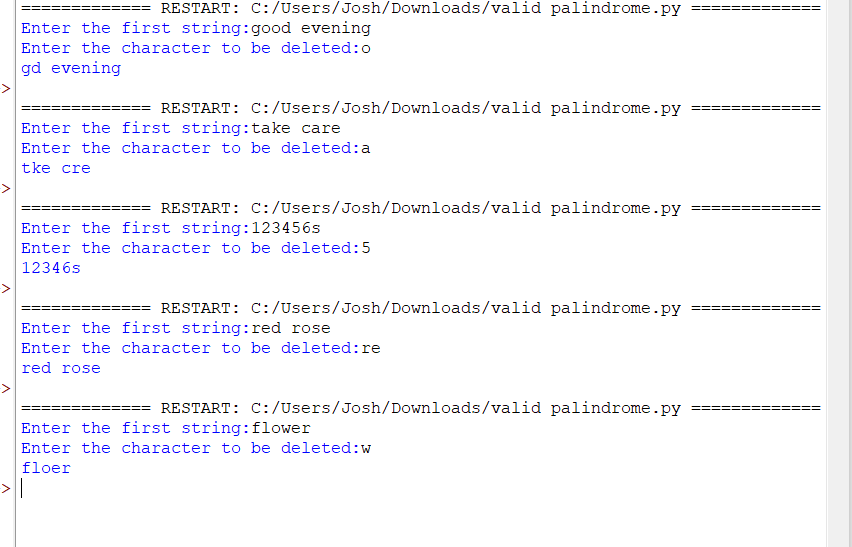 ============= RESTART: C:/Users/Josh/Downloads/valid palindrome.py =============
Enter the first string:good evening
Enter the character to be deleted:o
gd evening
>
============= RESTART: C:/Users/Josh/Downloads/valid palindrome.py =============
Enter the first string:take care
Enter the character to be deleted:a
tke cre
>
============= RESTART: C:/Users/Josh/Downloads/valid palindrome.py =============
Enter the first string:123456s
Enter the character to be deleted:5
12346s
>
============= RESTART: C:/Users/Josh/Downloads/valid palindrome.py =============
Enter the first string:red rose
Enter the character to be deleted:re
red rose
>
============= RESTART: C:/Users/Josh/Downloads/valid palindrome.py =============
Enter the first string:flower
Enter the character to be deleted:w
floer
>